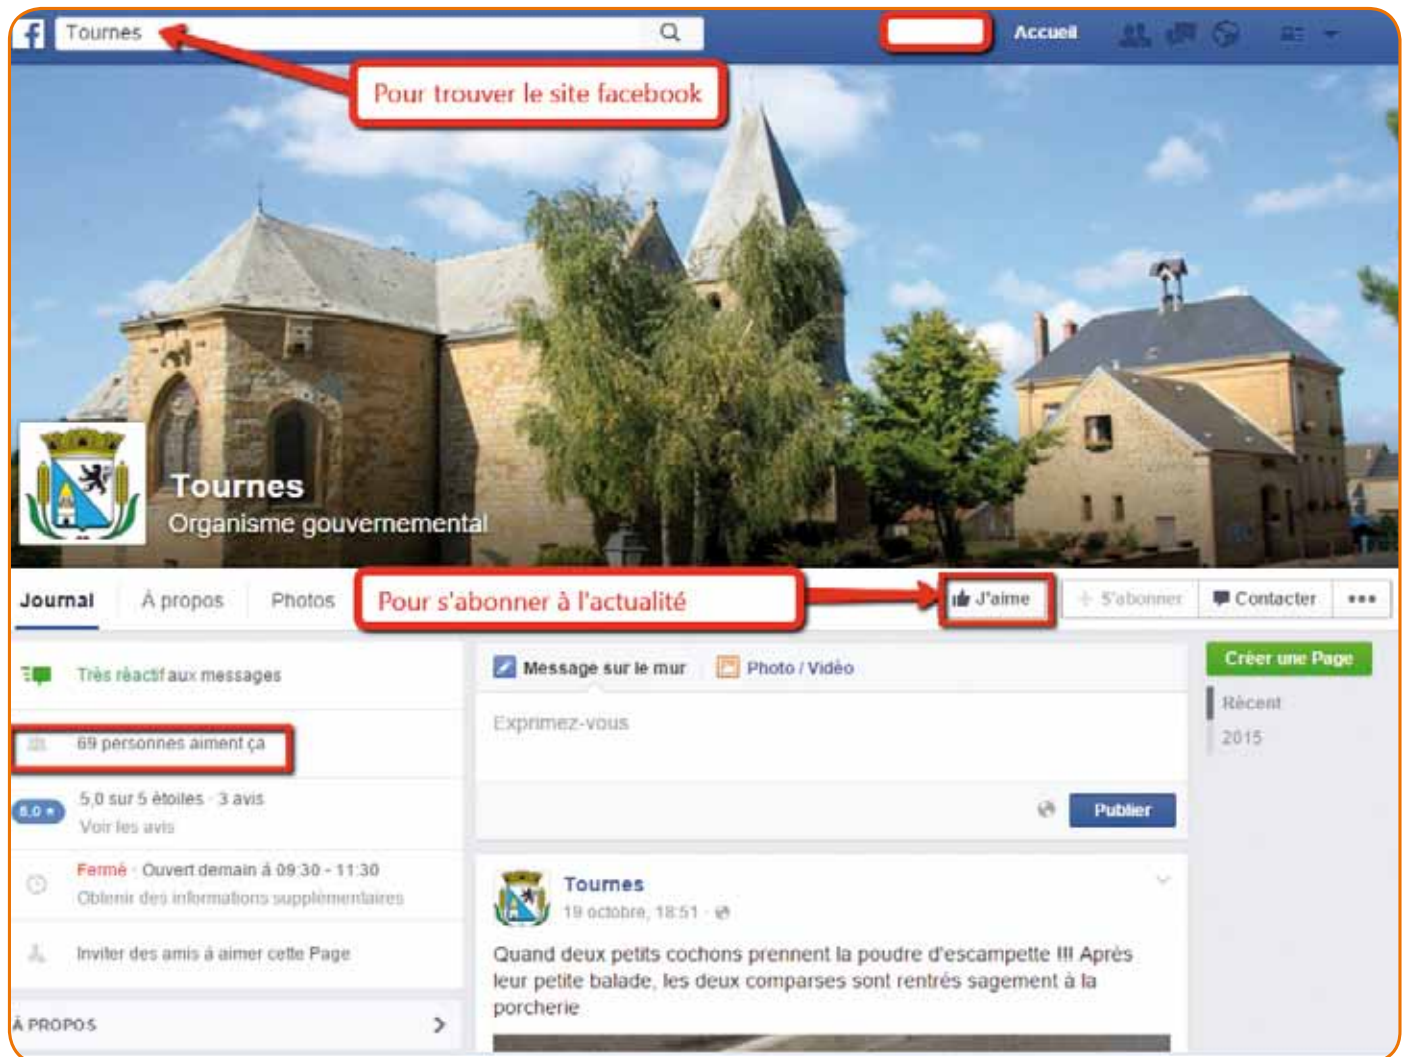 f Tournes
Accueil
Pour trouver le site facebook
Tournes
Organisme gouvernemental
Journal À propos Photos
Pour s'abonner à l'actualité
J'aime + S'abonner Contacter •••
Très réactif aux messages
69 personnes aiment ça
5,0 ★ 5,0 sur 5 étoiles · 3 avis
Voir les avis
Fermé · Ouvert demain à 09:30 - 11:30
Obtenir des informations supplémentaires
Inviter des amis à aimer cette Page
À PROPOS
Message sur le mur Photo / Vidéo
Exprimez-vous
Publier
Tournes
19 octobre, 18:51 ·
Quand deux petits cochons prennent la poudre d'escampette !!! Après
leur petite balade, les deux comparses sont rentrés sagement à la
porcherie
Créer une Page
Récent
2015